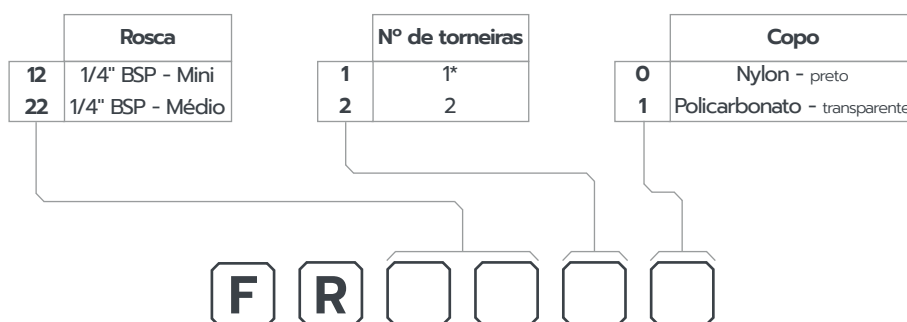 Rosca
12 1/4" BSP - Mini
22 1/4" BSP - Médio
Nº de torneiras
1 1*
2 2
Copo
0 Nylon - preto
1 Policarbonato - transparente
F R